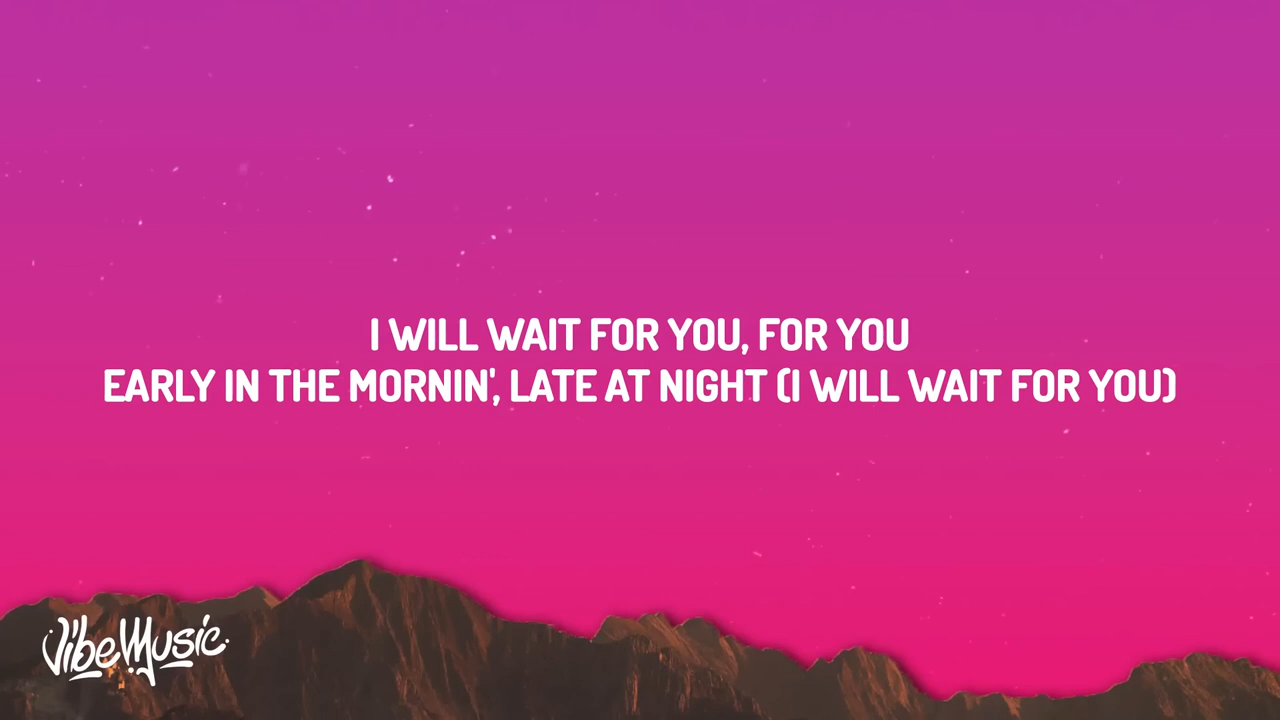 I WILL WAIT FOR YOU, FOR YOU
EARLY IN THE MORNIN', LATE AT NIGHT (I WILL WAIT FOR YOU)
VibeMusic